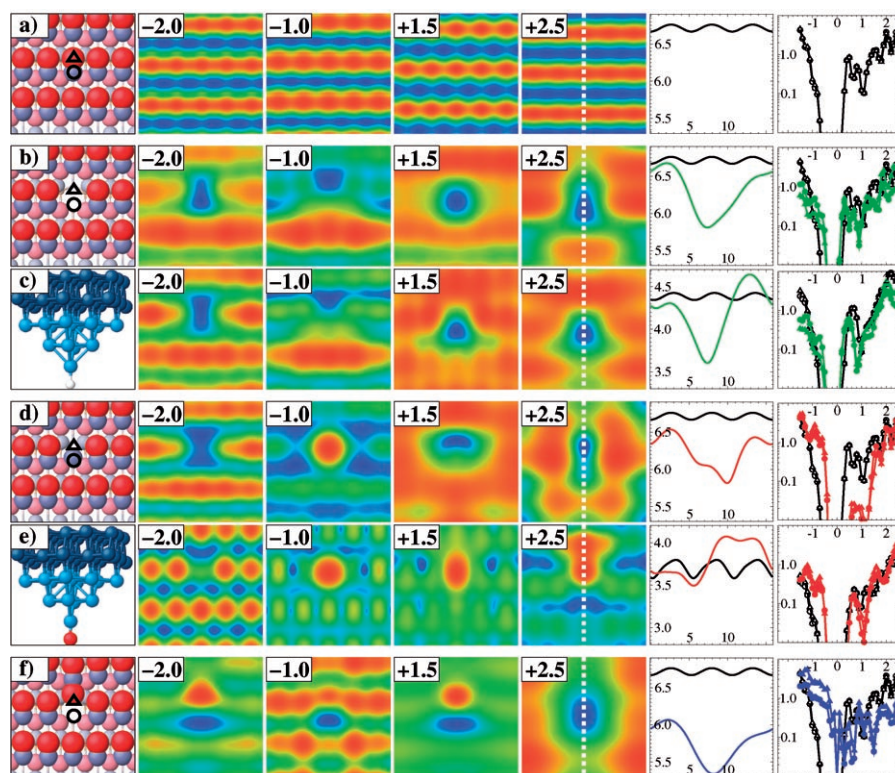 a) −2.0 −1.0 +1.5 +2.5 6.5 6.0 5.5 5 10 -1 0 1 2 1.0 0.1
b) −2.0 −1.0 +1.5 +2.5 6.5 6.0 5.5 5 10 -1 0 1 2 1.0 0.1
c) −2.0 −1.0 +1.5 +2.5 4.5 4.0 3.5 5 10 -1 0 1 2 1.0 0.1
d) −2.0 −1.0 +1.5 +2.5 6.5 6.0 5.5 5 10 -1 0 1 2 1.0 0.1
e) −2.0 −1.0 +1.5 +2.5 4.0 3.5 3.0 5 10 -1 0 1 2 1.0 0.1
f) −2.0 −1.0 +1.5 +2.5 6.5 6.0 5.5 5 10 -1 0 1 2 1.0 0.1